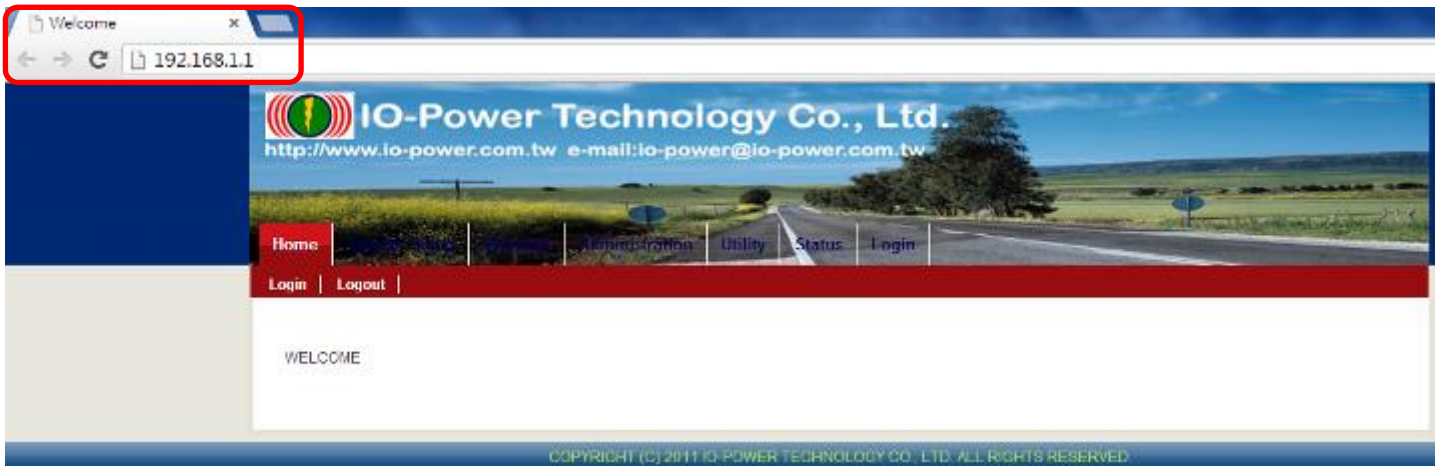 Welcome
192.168.1.1
IO-Power Technology Co., Ltd.
http://www.io-power.com.tw e-mail:io-power@io-power.com.tw
Home Administration Utility Status Login
Login | Logout |
WELCOME
COPYRIGHT (C) 2011 IO-POWER TECHNOLOGY CO., LTD. ALL RIGHTS RESERVED.